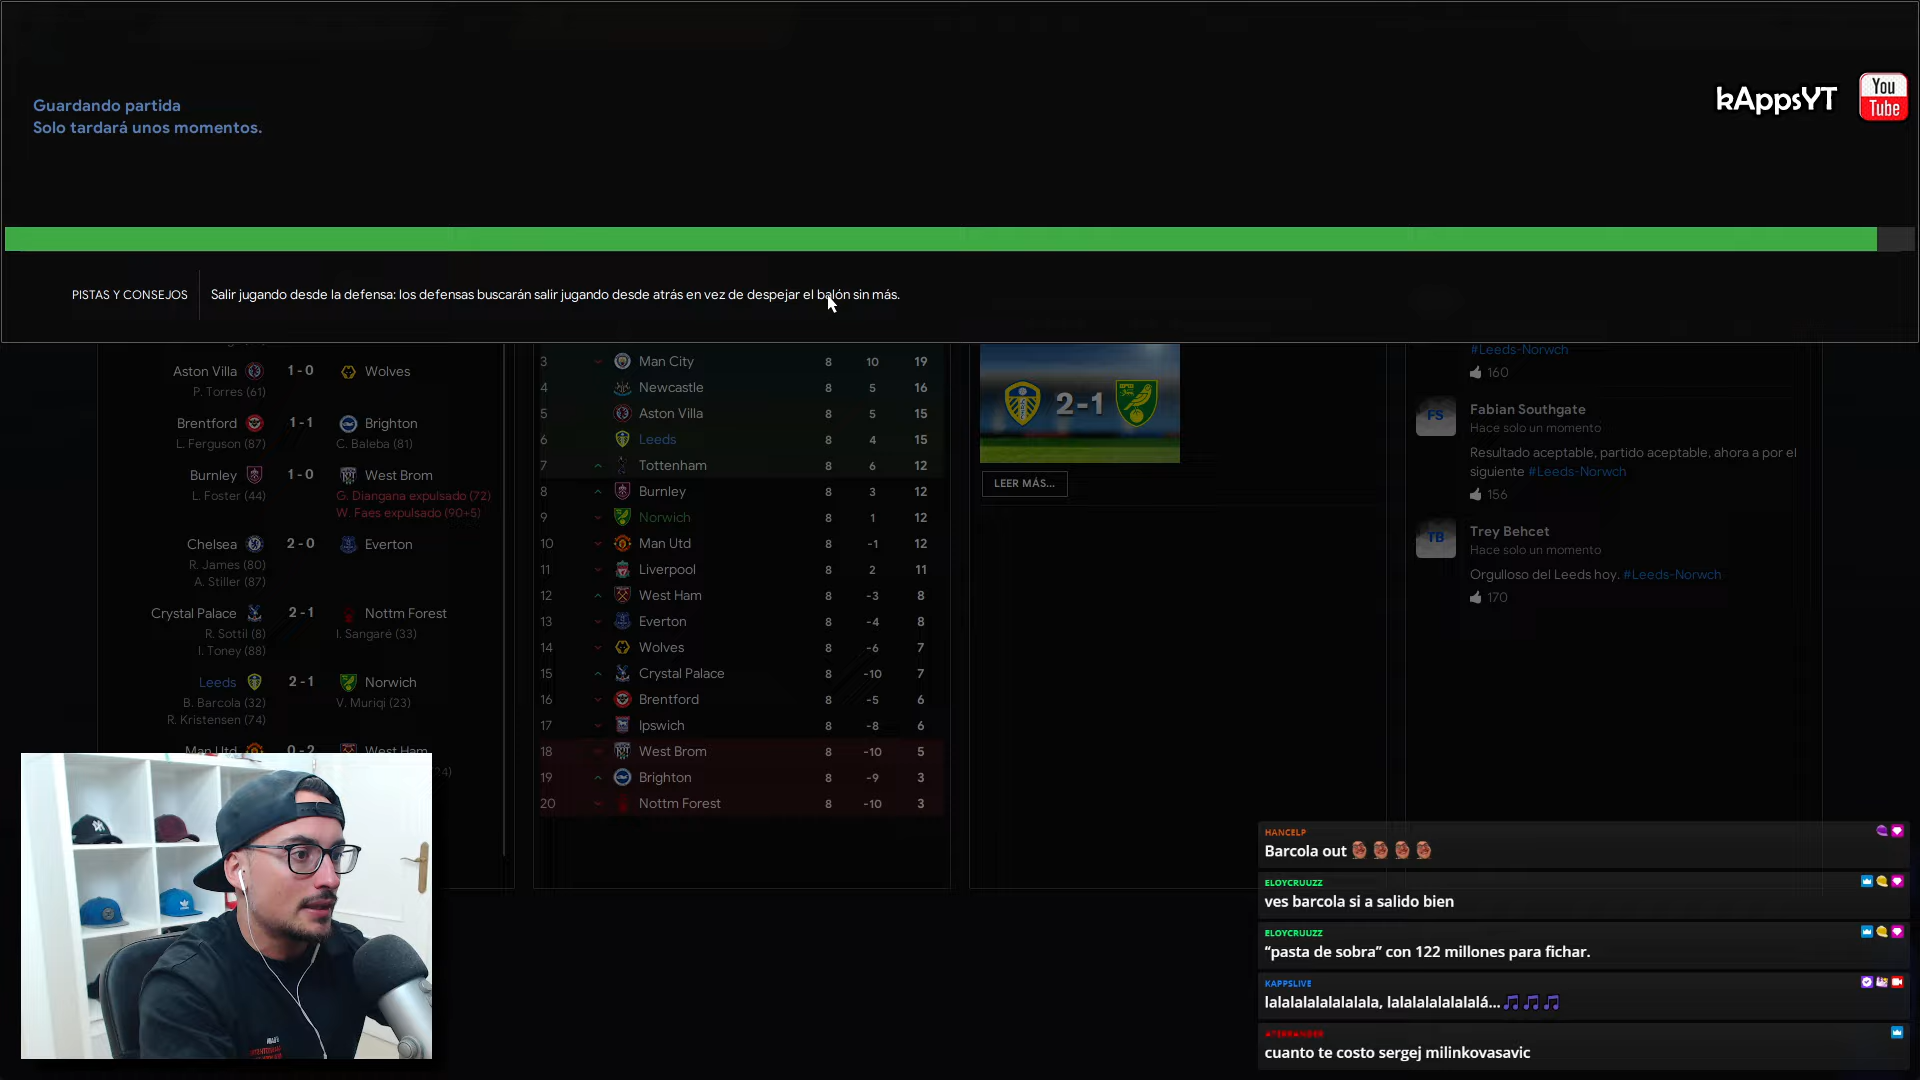 Guardando partida
Solo tardará unos momentos.
kAppsYT
You
Tube
PISTAS Y CONSEJOS
Salir jugando desde la defensa: los defensas buscarán salir jugando desde atrás en vez de despejar el balón sin más.
Aston Villa 1 - 0 Wolves
P. Torres (61)
Brentford 1 - 1 Brighton
L. Ferguson (87) C. Baleba (81)
Burnley 1 - 0 West Brom
L. Foster (44) G. Diangana expulsado (72)
W. Faes expulsado (90+5)
Chelsea 2 - 0 Everton
R. James (80)
A. Stiller (87)
Crystal Palace 2 - 1 Nottm Forest
R. Sottil (8) I. Sangaré (33)
I. Toney (88)
Leeds 2 - 1 Norwich
B. Barcola (32) V. Muriqi (23)
R. Kristensen (74)
Man Utd 0 - 2 West Ham
3 Man City 8 10 19
4 Newcastle 8 5 16
5 Aston Villa 8 5 15
6 Leeds 8 4 15
7 Tottenham 8 6 12
8 Burnley 8 3 12
9 Norwich 8 1 12
10 Man Utd 8 -1 12
11 Liverpool 8 2 11
12 West Ham 8 -3 8
13 Everton 8 -4 8
14 Wolves 8 -6 7
15 Crystal Palace 8 -10 7
16 Brentford 8 -5 6
17 Ipswich 8 -8 6
18 West Brom 8 -10 5
19 Brighton 8 -9 3
20 Nottm Forest 8 -10 3
2-1
LEER MÁS...
#Leeds-Norwch
160
FS
Fabian Southgate
Hace solo un momento
Resultado aceptable, partido aceptable, ahora a por el
siguiente #Leeds-Norwch
156
TB
Trey Behcet
Hace solo un momento
Orgulloso del Leeds hoy. #Leeds-Norwch
170
HANCELP
Barcola out
ELOYCRUUZZ
ves barcola si a salido bien
ELOYCRUUZZ
“pasta de sobra” con 122 millones para fichar.
KAPPSLIVE
lalalalalalalala, lalalalalalalalá...
cuanto te costo sergej milinkovasavic